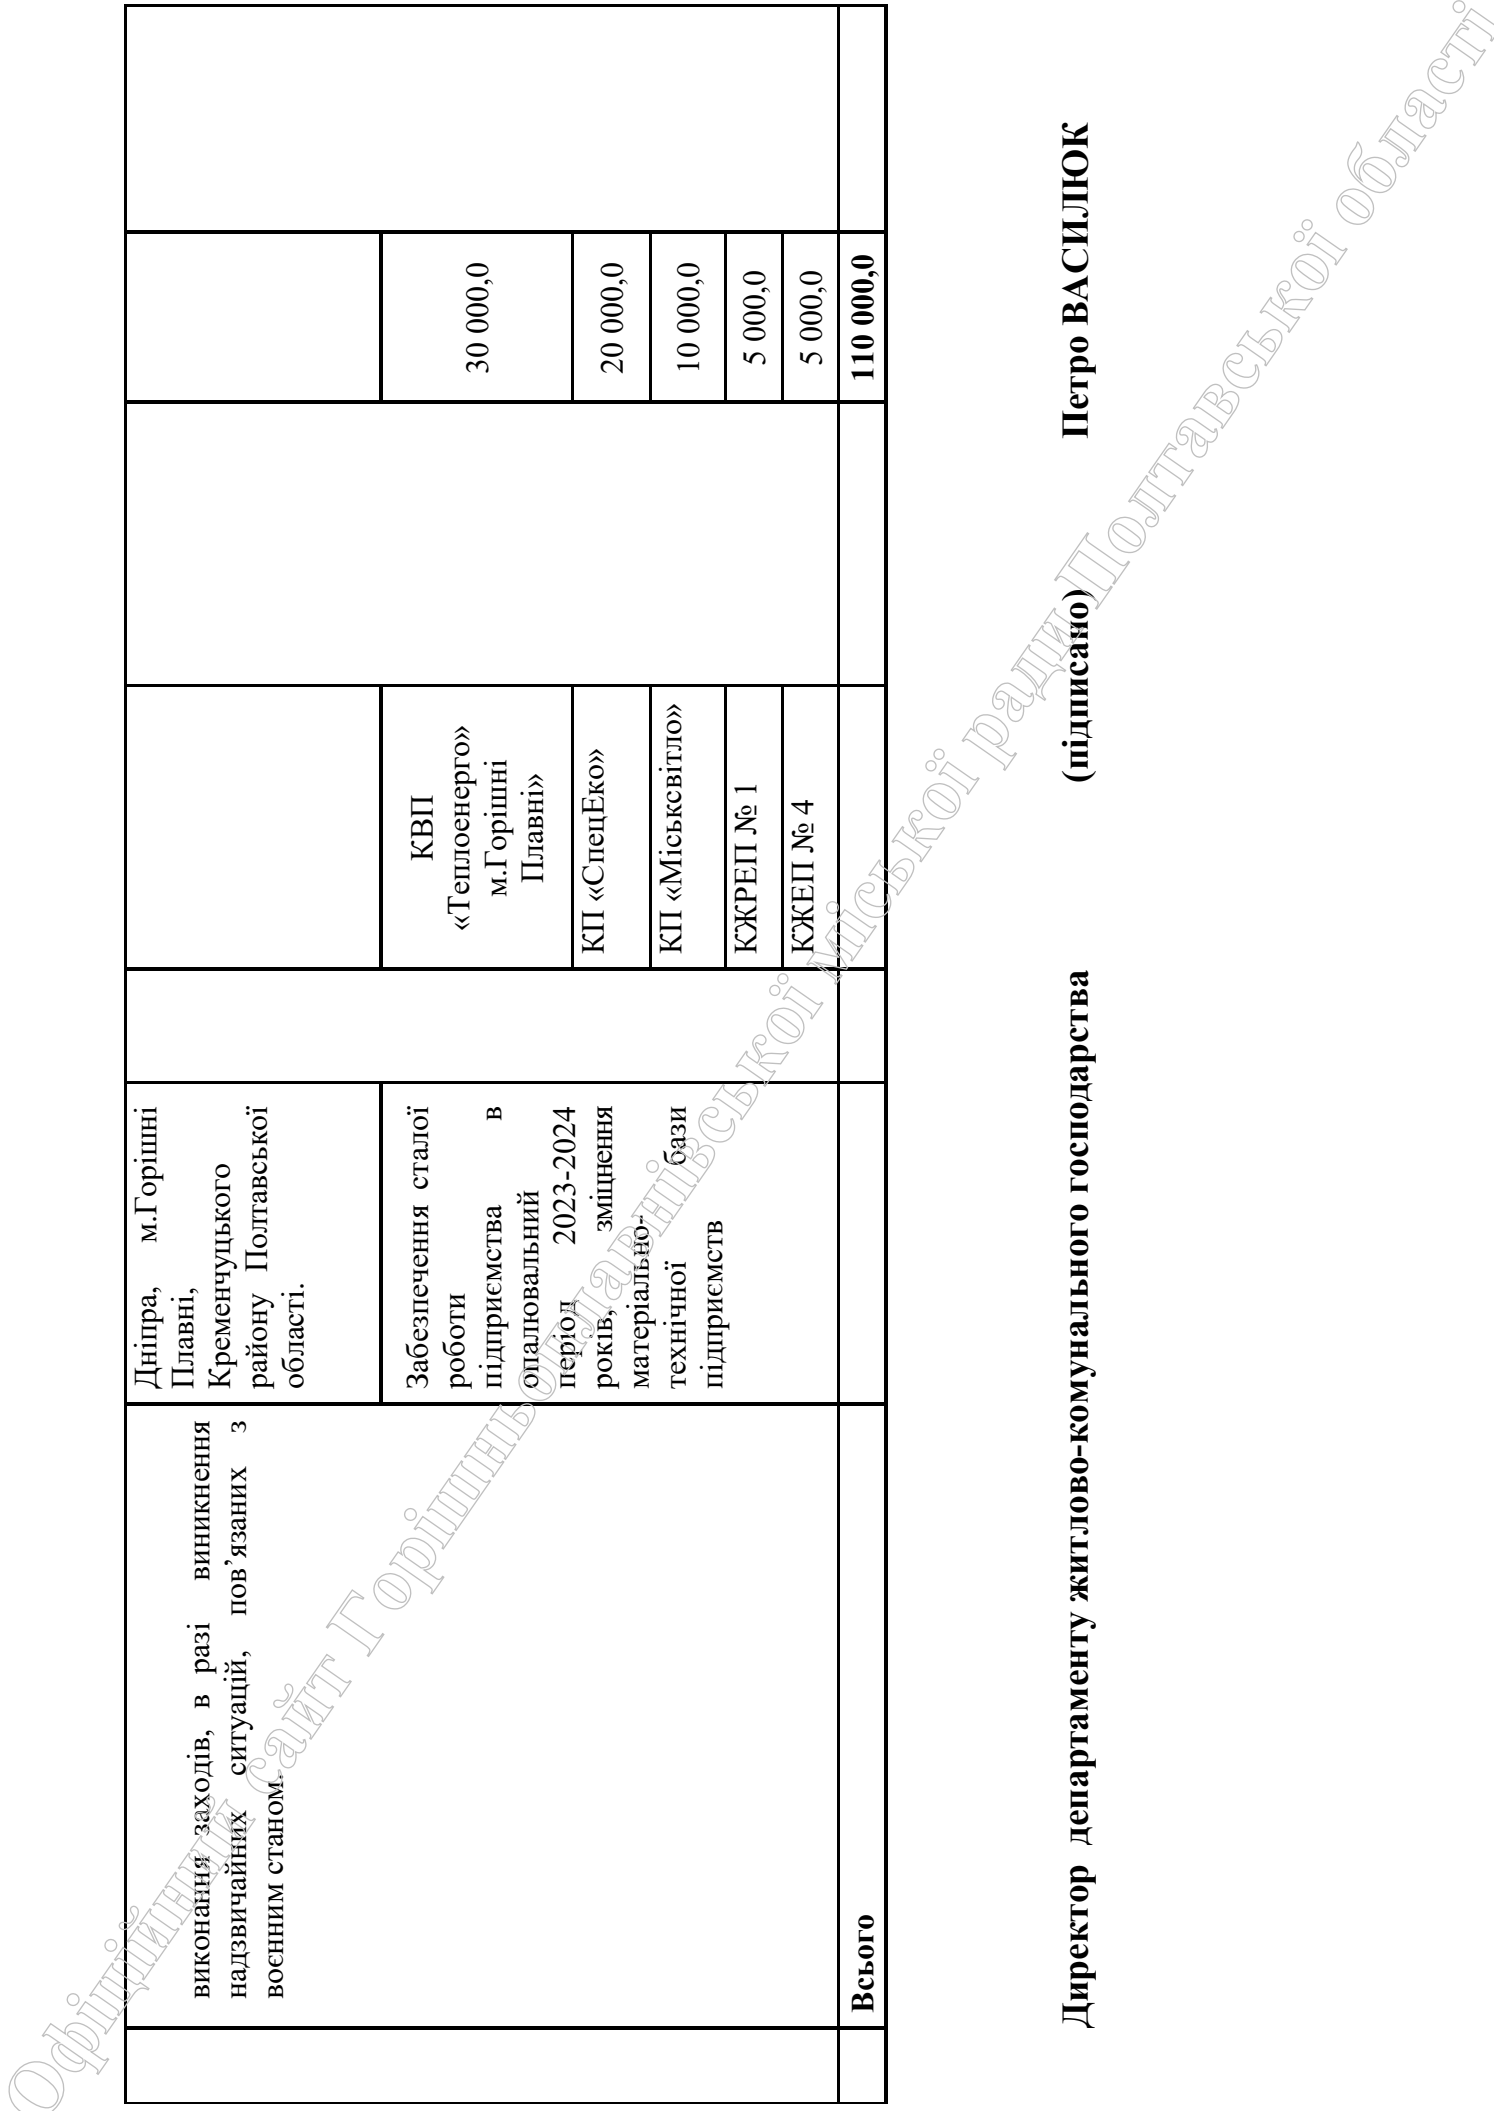 виконання заходів, в разі виникнення
надзвичайних ситуацій, пов’язаних з
воєнним станом.
Дніпра, м.Горішні
Плавні,
Кременчуцького
району Полтавської
області.
Забезпечення сталої
роботи
підприємства в
опалювальний
період 2023-2024
років, зміцнення
матеріально-
технічної бази
підприємств
КВП
«Теплоенерго»
м.Горішні
Плавні»
30 000,0
КП «СпецЕко»
20 000,0
КП «Міськсвітло»
10 000,0
КЖРЕП № 1
5 000,0
КЖЕП № 4
5 000,0
Всього
110 000,0
Директор департаменту житлово-комунального господарства (підписано) Петро ВАСИЛЮК
Офіційний сайт Горішньоплавнівської міської ради Полтавської області